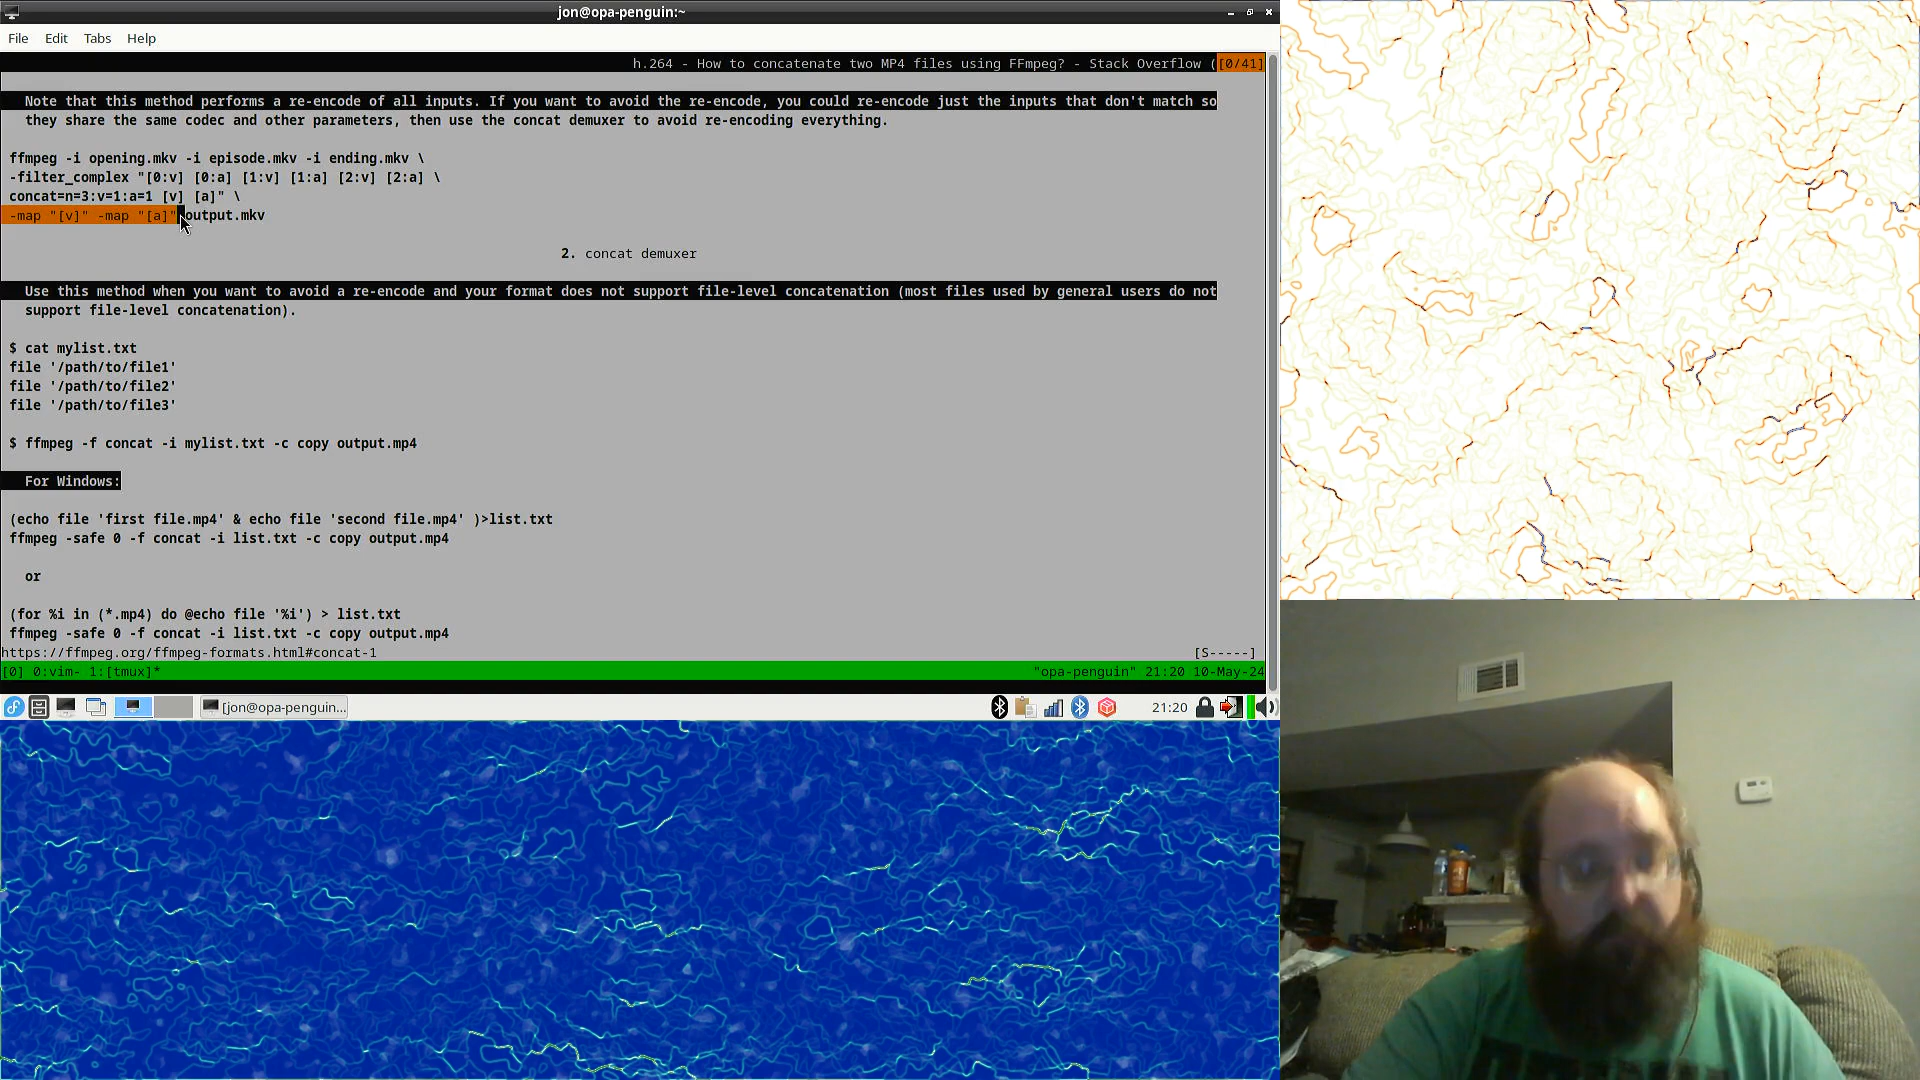 jon@opa-penguin:~
File Edit Tabs Help
h.264 - How to concatenate two MP4 files using FFmpeg? - Stack Overflow ([0/41]
Note that this method performs a re-encode of all inputs. If you want to avoid the re-encode, you could re-encode just the inputs that don't match so
they share the same codec and other parameters, then use the concat demuxer to avoid re-encoding everything.
ffmpeg -i opening.mkv -i episode.mkv -i ending.mkv \
-filter_complex "[0:v] [0:a] [1:v] [1:a] [2:v] [2:a] \
concat=n=3:v=1:a=1 [v] [a]" \
-map "[v]" -map "[a]" output.mkv
2. concat demuxer
Use this method when you want to avoid a re-encode and your format does not support file-level concatenation (most files used by general users do not
support file-level concatenation).
$ cat mylist.txt
file '/path/to/file1'
file '/path/to/file2'
file '/path/to/file3'
$ ffmpeg -f concat -i mylist.txt -c copy output.mp4
For Windows:
(echo file 'first file.mp4' & echo file 'second file.mp4' )>list.txt
ffmpeg -safe 0 -f concat -i list.txt -c copy output.mp4
or
(for %i in (*.mp4) do @echo file '%i') > list.txt
ffmpeg -safe 0 -f concat -i list.txt -c copy output.mp4
https://ffmpeg.org/ffmpeg-formats.html#concat-1 [S-----]
[0] 0:vim- 1:[tmux]* "opa-penguin" 21:20 10-May-24
[jon@opa-penguin... 21:20